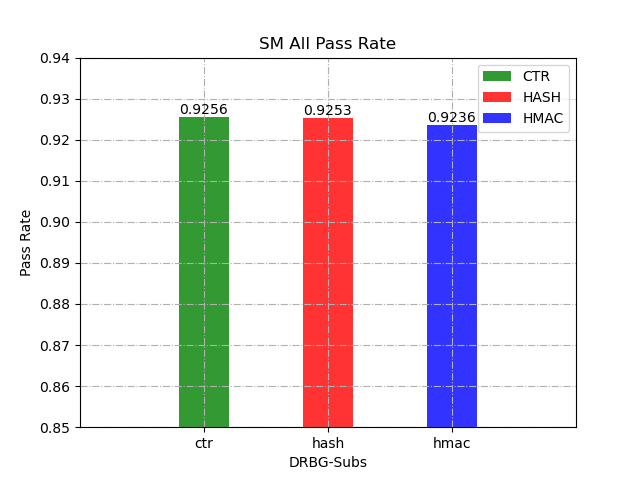 SM All Pass Rate
0.94
0.93
0.92
0.91
0.90
0.89
0.88
0.87
0.86
0.85
Pass Rate
0.9256
0.9253
0.9236
CTR
HASH
HMAC
ctr
hash
hmac
DRBG-Subs